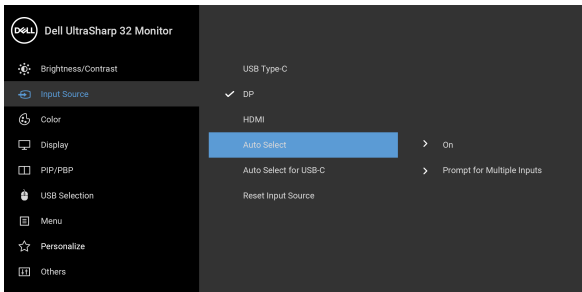 DELL Dell UltraSharp 32 Monitor
Brightness/Contrast
Input Source
Color
Display
PIP/PBP
USB Selection
Menu
Personalize
Others
USB Type-C
DP
HDMI
Auto Select On
Auto Select for USB-C Prompt for Multiple Inputs
Reset Input Source